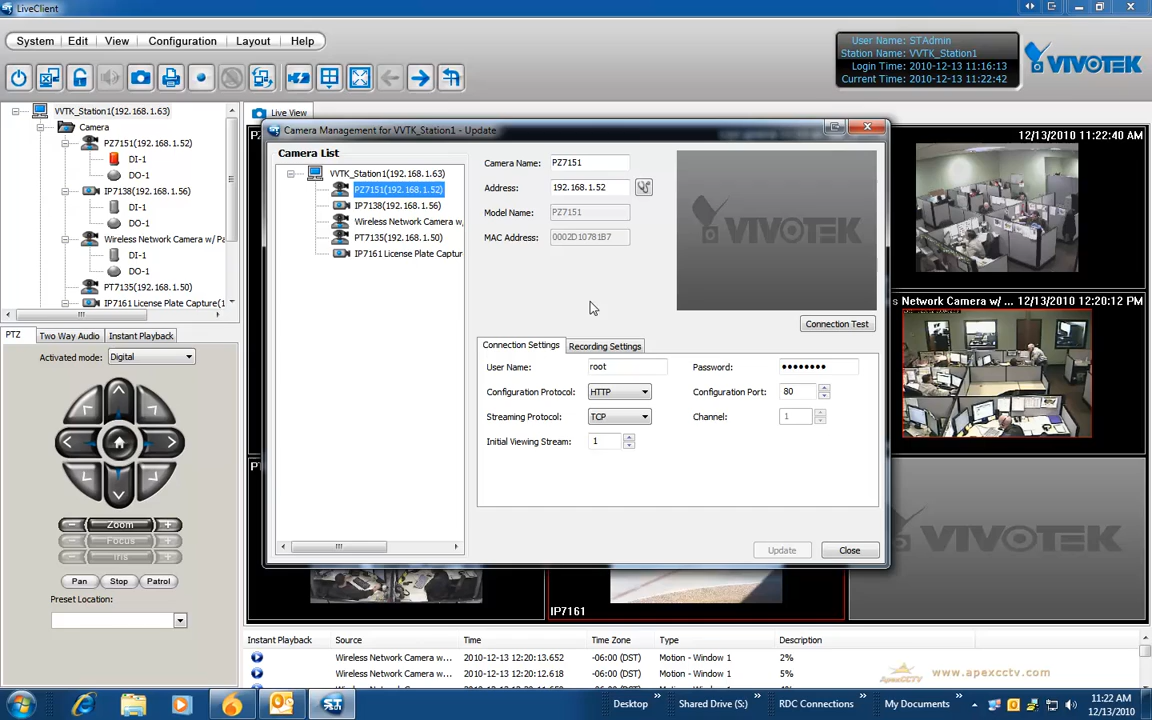 LiveClient
System Edit View Configuration Layout Help
User Name: STAdmin
Station Name: VVTK_Station1
Login Time: 2010-12-13 11:16:13
Current Time: 2010-12-13 11:22:42
VIVOTEK
VVTK_Station1(192.168.1.63)
Camera
PZ7151(192.168.1.52)
DI-1
DO-1
IP7138(192.168.1.56)
DI-1
DO-1
Wireless Network Camera w/ Pa
DI-1
DO-1
PT7135(192.168.1.50)
IP7161 License Plate Capture(1
PTZ Two Way Audio Instant Playback
Activated mode: Digital
Zoom
Focus
Iris
Pan Stop Patrol
Preset Location:
Live View
Camera Management for VVTK_Station1 - Update
Camera List
VVTK_Station1(192.168.1.63)
PZ7151(192.168.1.52)
IP7138(192.168.1.56)
Wireless Network Camera w,
PT7135(192.168.1.50)
IP7161 License Plate Captur
Camera Name: PZ7151
Address: 192.168.1.52
Model Name: PZ7151
MAC Address: 0002D10781B7
VIVOTEK
Connection Test
Connection Settings Recording Settings
User Name: root Password: ●●●●●●●●
Configuration Protocol: HTTP Configuration Port: 80
Streaming Protocol: TCP Channel: 1
Initial Viewing Stream: 1
Update Close
12/13/2010 11:22:40 AM
s Network Camera w/ ... 12/13/2010 12:20:12 PM
VIVOTEK
IP7161
Instant Playback Source Time Time Zone Type Description
Wireless Network Camera w... 2010-12-13 12:20:13.652 -06:00 (DST) Motion - Window 1 2%
Wireless Network Camera w... 2010-12-13 12:20:12.618 -06:00 (DST) Motion - Window 1 5%
ApexCCTV www.apexcctv.com
Desktop Shared Drive (S:) RDC Connections My Documents
11:22 AM
12/13/2010